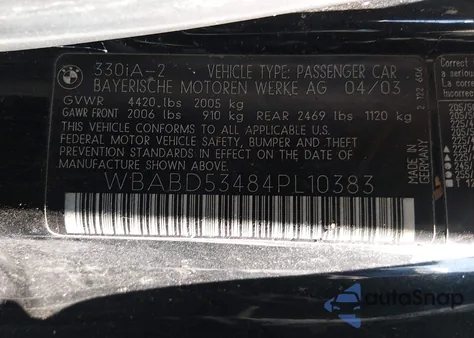 330iA-2 VEHICLE TYPE: PASSENGER CAR
BAYERISCHE MOTOREN WERKE AG 04/03
GVWR 4420.lbs 2005 kg
GAWR FRONT 2006 lbs 910 kg GAWR REAR 2469 lbs 1120 kg
THIS VEHICLE CONFORMS TO ALL APPLICABLE U.S.
FEDERAL MOTOR VEHICLE SAFETY, BUMPER AND THEFT
PREVENTION STANDARDS IN EFFECT ON THE DATE OF
MANUFACTURE SHOWN ABOVE.
WBABD53484PL10383
MADE IN
GERMANY
Correct
autoSnap